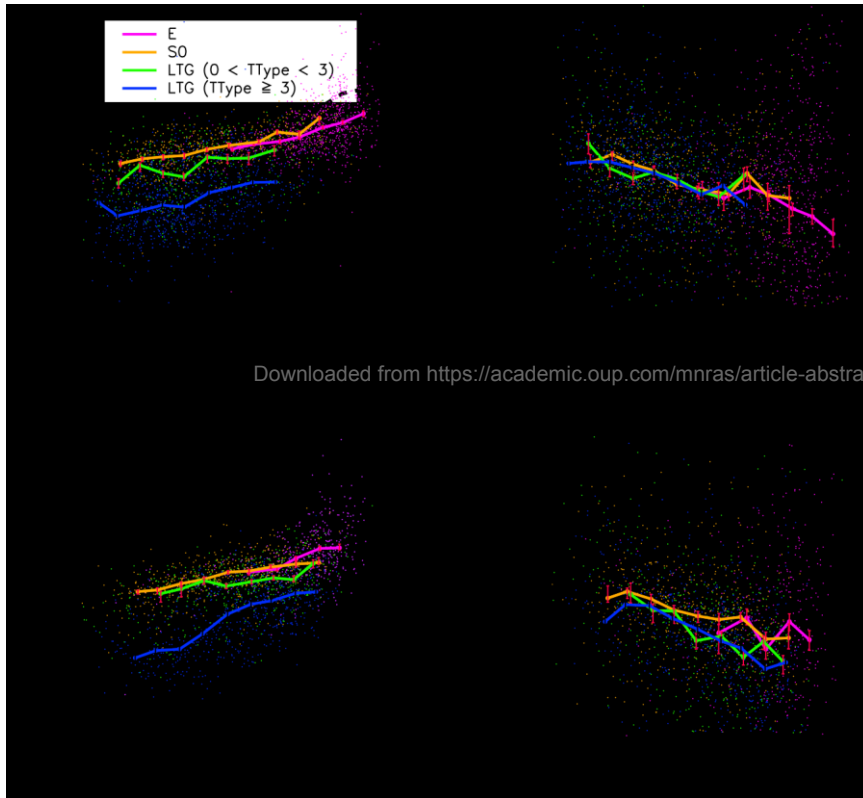 E
S0
LTG (0 < TType < 3)
LTG (TType ≧ 3)
Downloaded from https://academic.oup.com/mnras/article-abstra